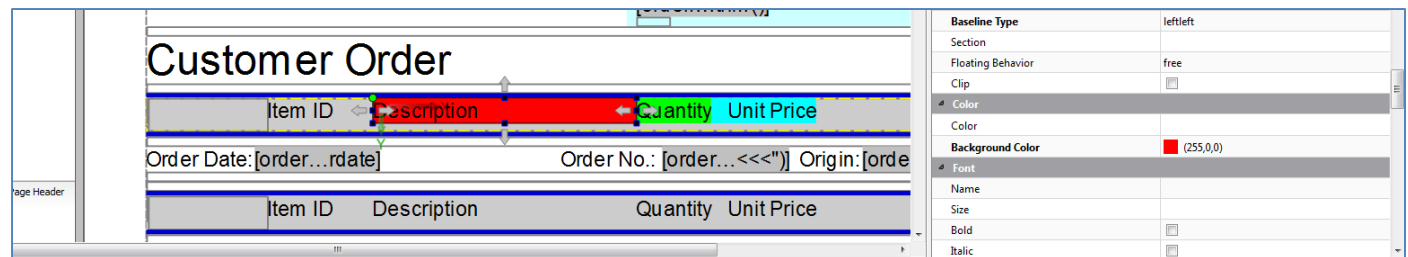 Customer Order
Item ID Description Quantity Unit Price
Order Date: [order...rdate] Order No.: [order...<<<")] Origin: [orde
Item ID Description Quantity Unit Price
age Header
Baseline Type leftleft
Section
Floating Behavior free
Clip
Color
Color
Background Color (255,0,0)
Font
Name
Size
Bold
Italic